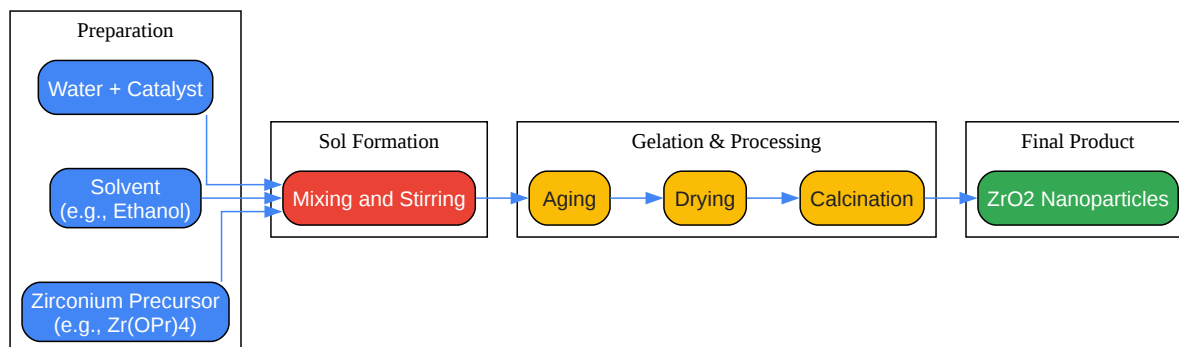 Preparation
Water + Catalyst
Solvent
(e.g., Ethanol)
Zirconium Precursor
(e.g., Zr(OPr)4)
Sol Formation
Mixing and Stirring
Gelation & Processing
Aging
Drying
Calcination
Final Product
ZrO2 Nanoparticles